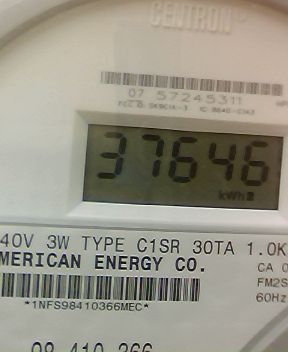 CENTRON
07 57245311
37646
kWh
40V 3W TYPE C1SR 30TA 1.0K
MERICAN ENERGY CO.
CA 0
FM2S
60Hz
*1NFS98410366MEC*
98 410 366